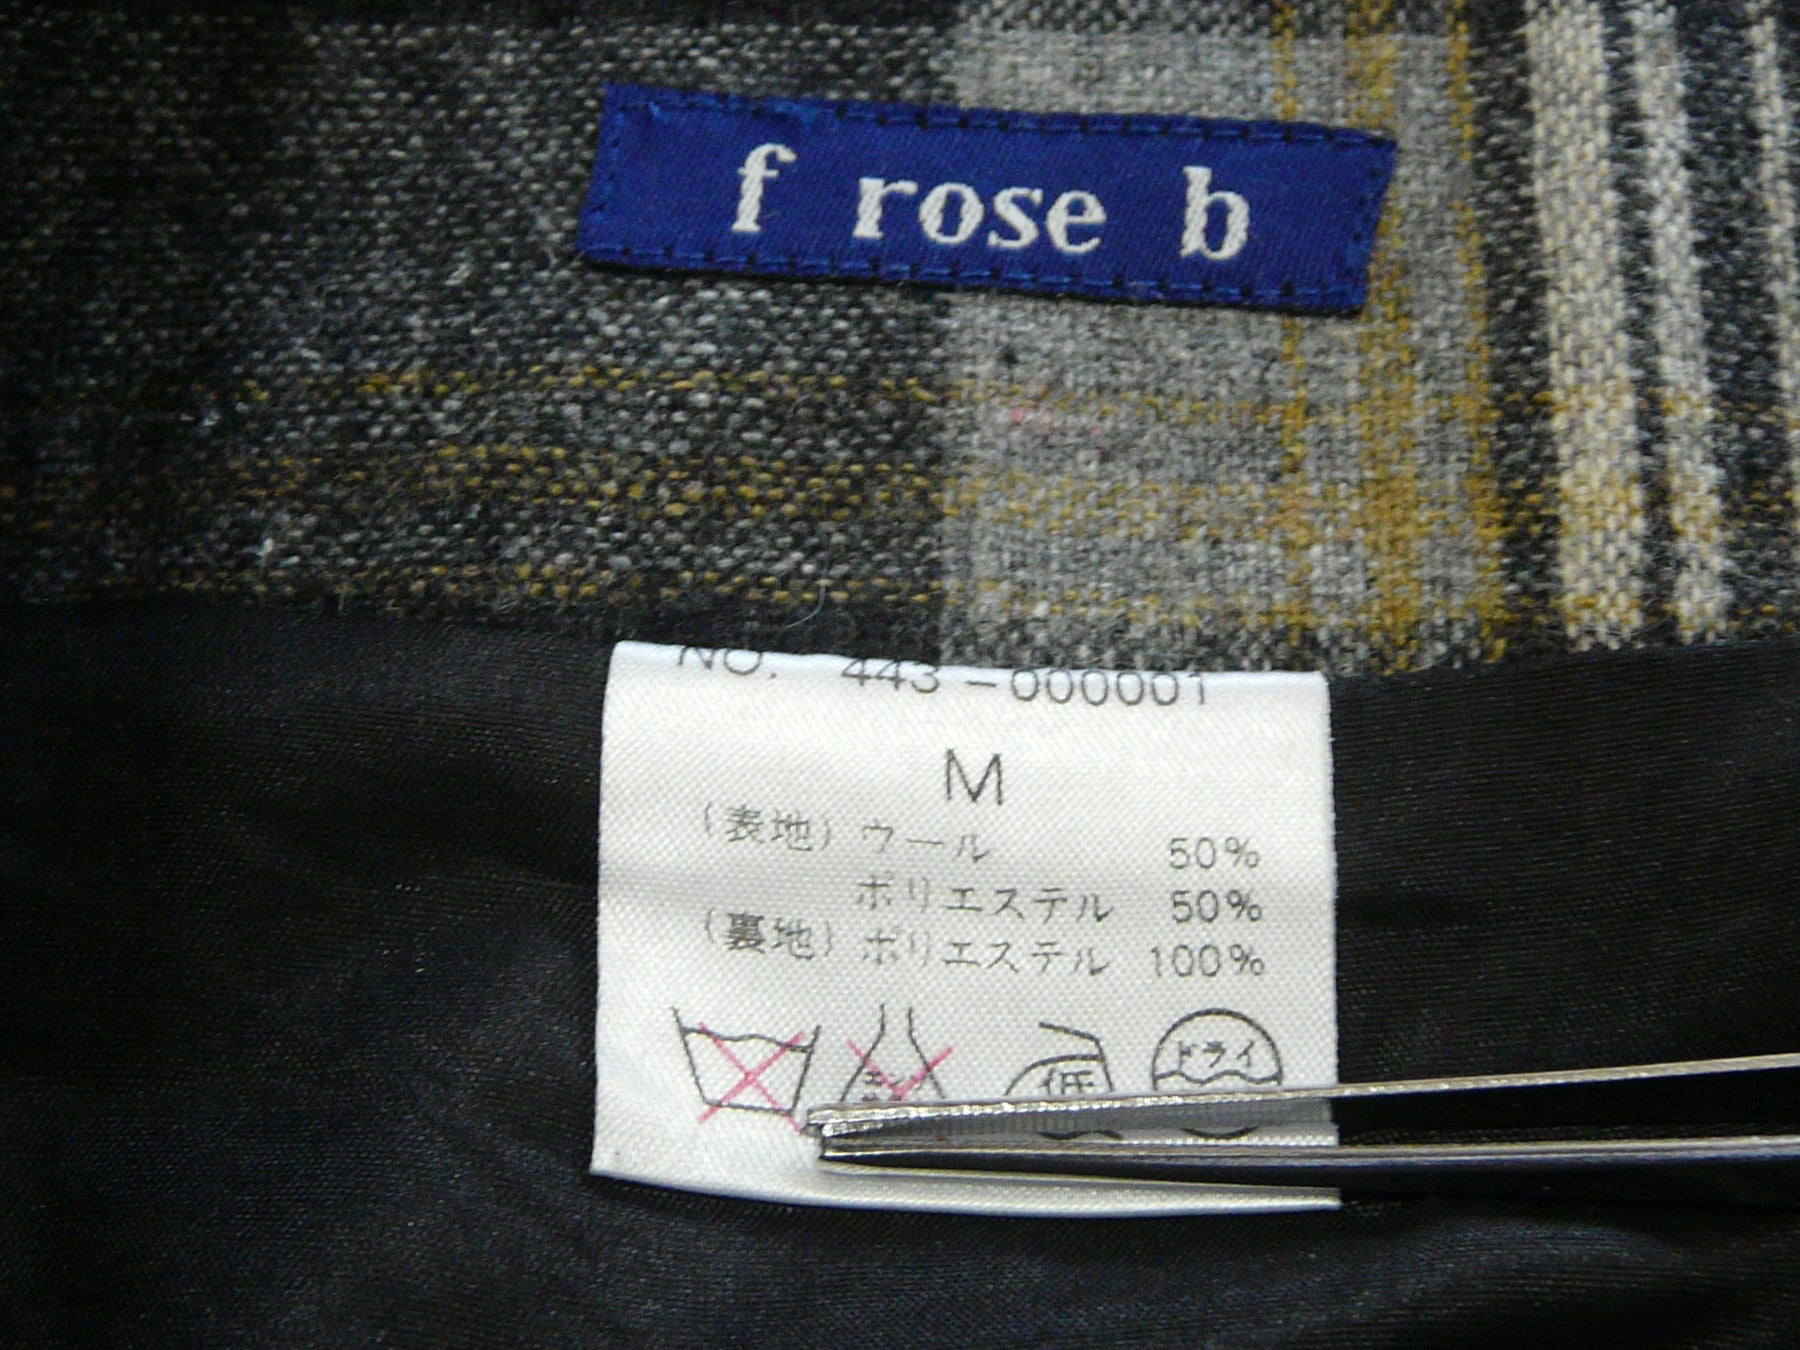 f rose b
NO. 443-000001
M
(表地) ウール 50%
ポリエステル 50%
(裏地) ポリエステル 100%
低 ドライ